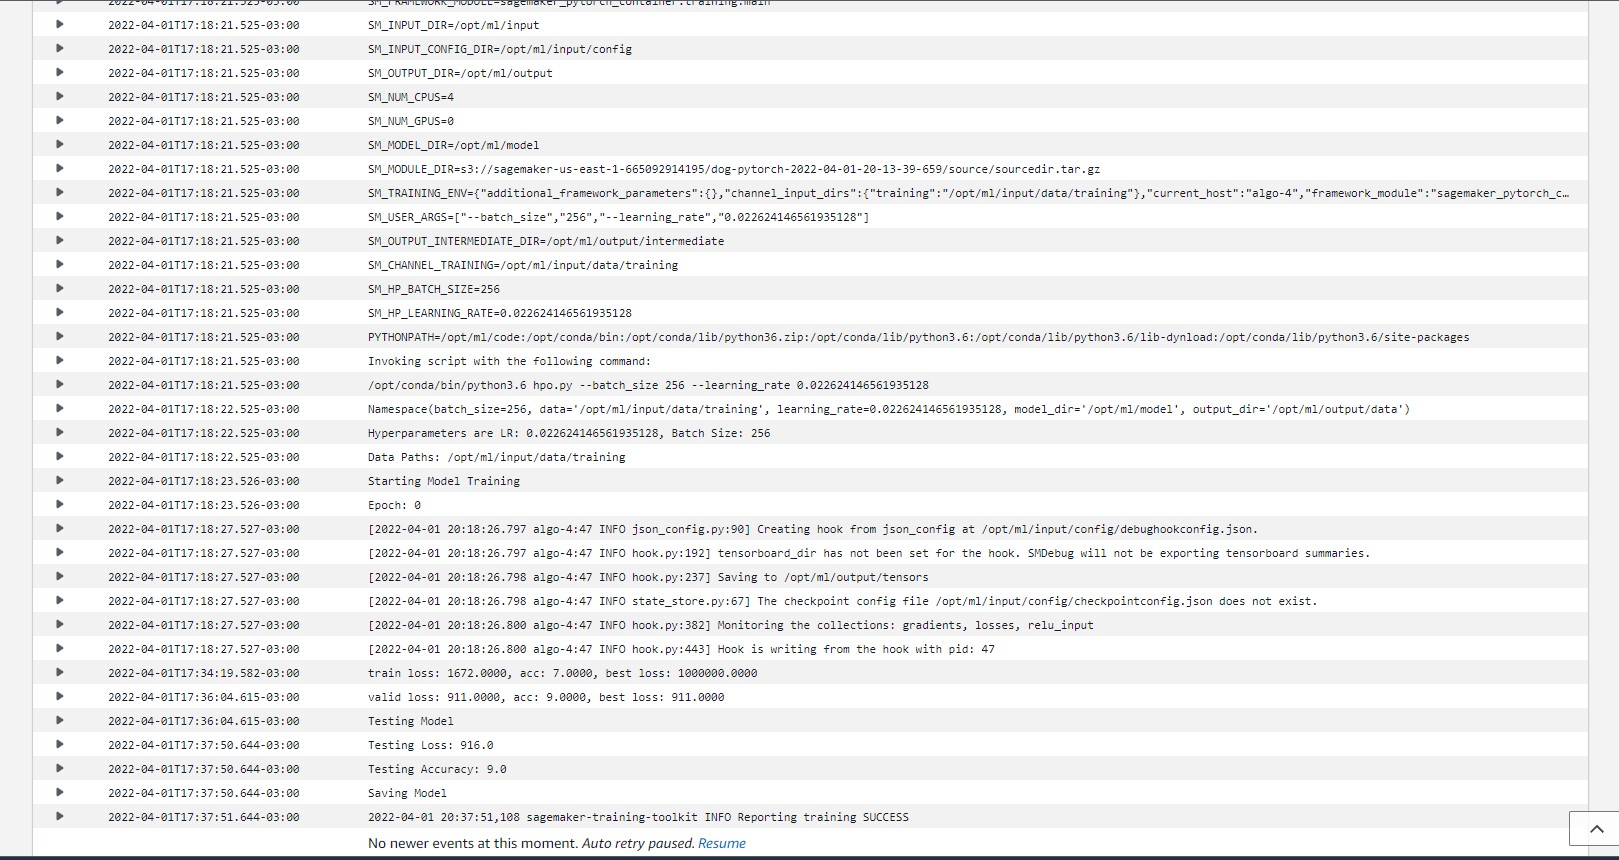 2022-04-01T17:18:21.525-03:00 SM_FRAMEWORK_MODULE=sagemaker_pytorch_container.training:main
2022-04-01T17:18:21.525-03:00 SM_INPUT_DIR=/opt/ml/input
2022-04-01T17:18:21.525-03:00 SM_INPUT_CONFIG_DIR=/opt/ml/input/config
2022-04-01T17:18:21.525-03:00 SM_OUTPUT_DIR=/opt/ml/output
2022-04-01T17:18:21.525-03:00 SM_NUM_CPUS=4
2022-04-01T17:18:21.525-03:00 SM_NUM_GPUS=0
2022-04-01T17:18:21.525-03:00 SM_MODEL_DIR=/opt/ml/model
2022-04-01T17:18:21.525-03:00 SM_MODULE_DIR=s3://sagemaker-us-east-1-665092914195/dog-pytorch-2022-04-01-20-13-39-659/source/sourcedir.tar.gz
2022-04-01T17:18:21.525-03:00 SM_TRAINING_ENV={"additional_framework_parameters":{},"channel_input_dirs":{"training":"/opt/ml/input/data/training"},"current_host":"algo-4","framework_module":"sagemaker_pytorch_c…
2022-04-01T17:18:21.525-03:00 SM_USER_ARGS=["--batch_size","256","--learning_rate","0.022624146561935128"]
2022-04-01T17:18:21.525-03:00 SM_OUTPUT_INTERMEDIATE_DIR=/opt/ml/output/intermediate
2022-04-01T17:18:21.525-03:00 SM_CHANNEL_TRAINING=/opt/ml/input/data/training
2022-04-01T17:18:21.525-03:00 SM_HP_BATCH_SIZE=256
2022-04-01T17:18:21.525-03:00 SM_HP_LEARNING_RATE=0.022624146561935128
2022-04-01T17:18:21.525-03:00 PYTHONPATH=/opt/ml/code:/opt/conda/bin:/opt/conda/lib/python36.zip:/opt/conda/lib/python3.6:/opt/conda/lib/python3.6/lib-dynload:/opt/conda/lib/python3.6/site-packages
2022-04-01T17:18:21.525-03:00 Invoking script with the following command:
2022-04-01T17:18:21.525-03:00 /opt/conda/bin/python3.6 hpo.py --batch_size 256 --learning_rate 0.022624146561935128
2022-04-01T17:18:22.525-03:00 Namespace(batch_size=256, data='/opt/ml/input/data/training', learning_rate=0.022624146561935128, model_dir='/opt/ml/model', output_dir='/opt/ml/output/data')
2022-04-01T17:18:22.525-03:00 Hyperparameters are LR: 0.022624146561935128, Batch Size: 256
2022-04-01T17:18:22.525-03:00 Data Paths: /opt/ml/input/data/training
2022-04-01T17:18:23.526-03:00 Starting Model Training
2022-04-01T17:18:23.526-03:00 Epoch: 0
2022-04-01T17:18:27.527-03:00 [2022-04-01 20:18:26.797 algo-4:47 INFO json_config.py:90] Creating hook from json_config at /opt/ml/input/config/debughookconfig.json.
2022-04-01T17:18:27.527-03:00 [2022-04-01 20:18:26.797 algo-4:47 INFO hook.py:192] tensorboard_dir has not been set for the hook. SMDebug will not be exporting tensorboard summaries.
2022-04-01T17:18:27.527-03:00 [2022-04-01 20:18:26.798 algo-4:47 INFO hook.py:237] Saving to /opt/ml/output/tensors
2022-04-01T17:18:27.527-03:00 [2022-04-01 20:18:26.798 algo-4:47 INFO state_store.py:67] The checkpoint config file /opt/ml/input/config/checkpointconfig.json does not exist.
2022-04-01T17:18:27.527-03:00 [2022-04-01 20:18:26.800 algo-4:47 INFO hook.py:382] Monitoring the collections: gradients, losses, relu_input
2022-04-01T17:18:27.527-03:00 [2022-04-01 20:18:26.800 algo-4:47 INFO hook.py:443] Hook is writing from the hook with pid: 47
2022-04-01T17:34:19.582-03:00 train loss: 1672.0000, acc: 7.0000, best loss: 1000000.0000
2022-04-01T17:36:04.615-03:00 valid loss: 911.0000, acc: 9.0000, best loss: 911.0000
2022-04-01T17:36:04.615-03:00 Testing Model
2022-04-01T17:37:50.644-03:00 Testing Loss: 916.0
2022-04-01T17:37:50.644-03:00 Testing Accuracy: 9.0
2022-04-01T17:37:50.644-03:00 Saving Model
2022-04-01T17:37:51.644-03:00 2022-04-01 20:37:51,108 sagemaker-training-toolkit INFO Reporting training SUCCESS
No newer events at this moment. Auto retry paused. Resume